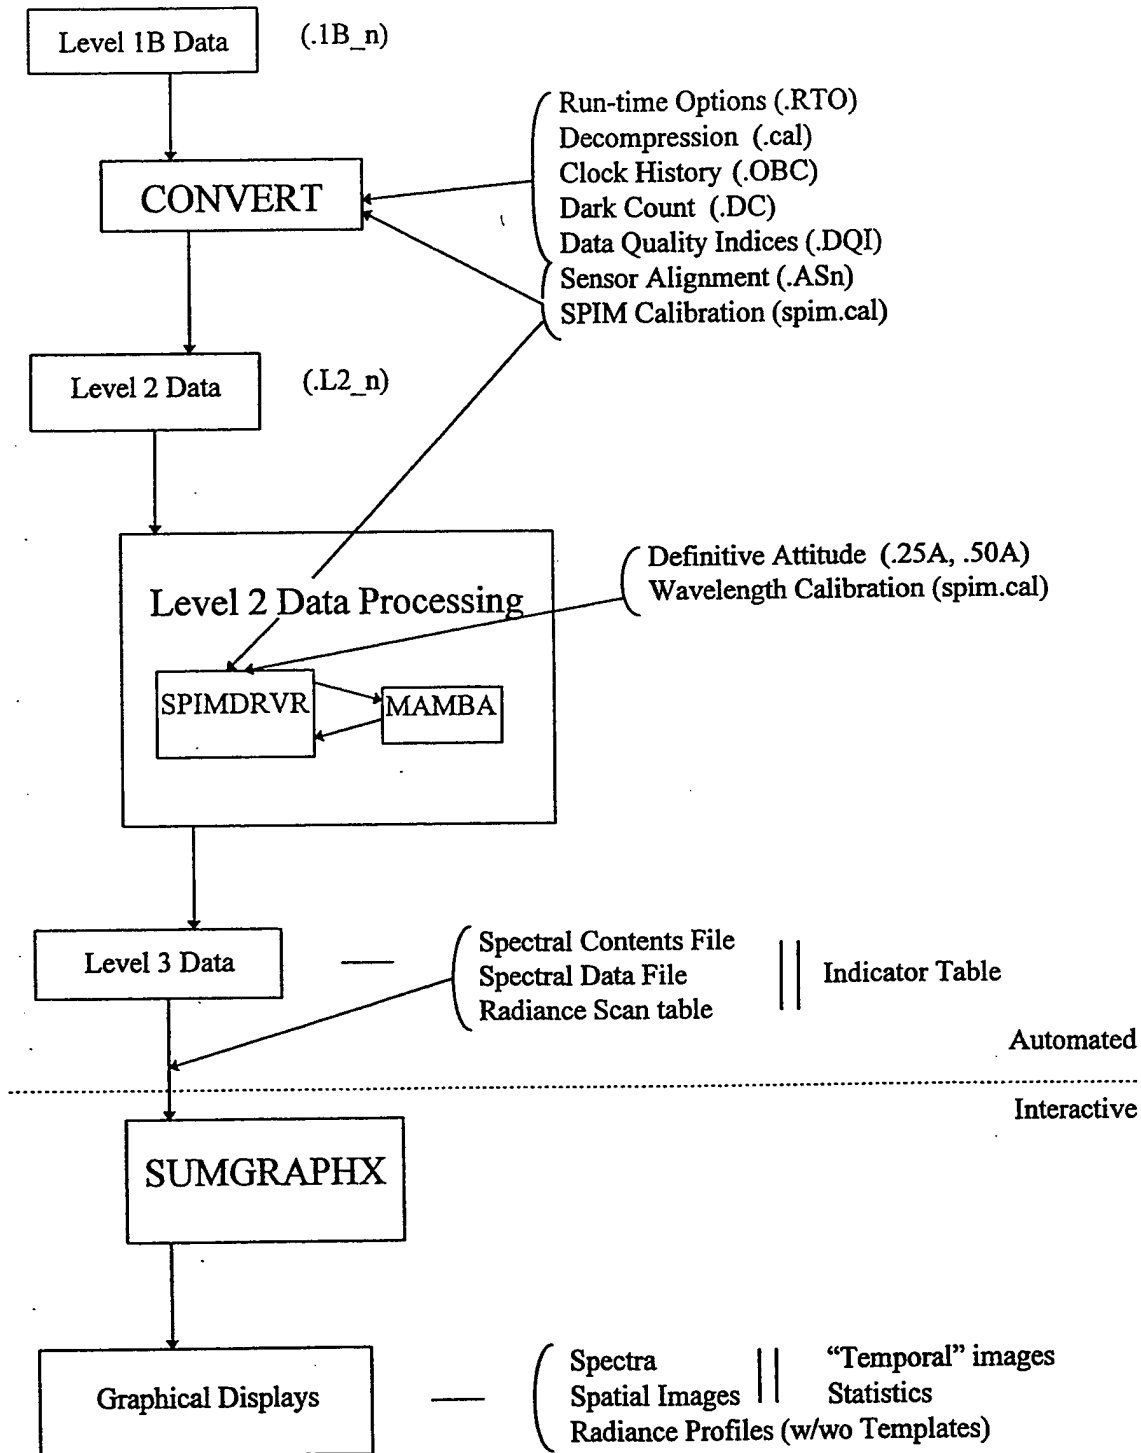 Level 1B Data (.1B_n)
Run-time Options (.RTO)
Decompression (.cal)
Clock History (.OBC)
Dark Count (.DC)
Data Quality Indices (.DQI)
Sensor Alignment (.ASn)
SPIM Calibration (spim.cal)
CONVERT
Level 2 Data (.L2_n)
Definitive Attitude (.25A, .50A)
Wavelength Calibration (spim.cal)
Level 2 Data Processing
SPIMDRVR
MAMBA
Level 3 Data
Spectral Contents File
Spectral Data File
Radiance Scan table
Indicator Table
Automated
Interactive
SUMGRAPHX
Graphical Displays
Spectra
Spatial Images
Radiance Profiles (w/wo Templates)
“Temporal” images
Statistics